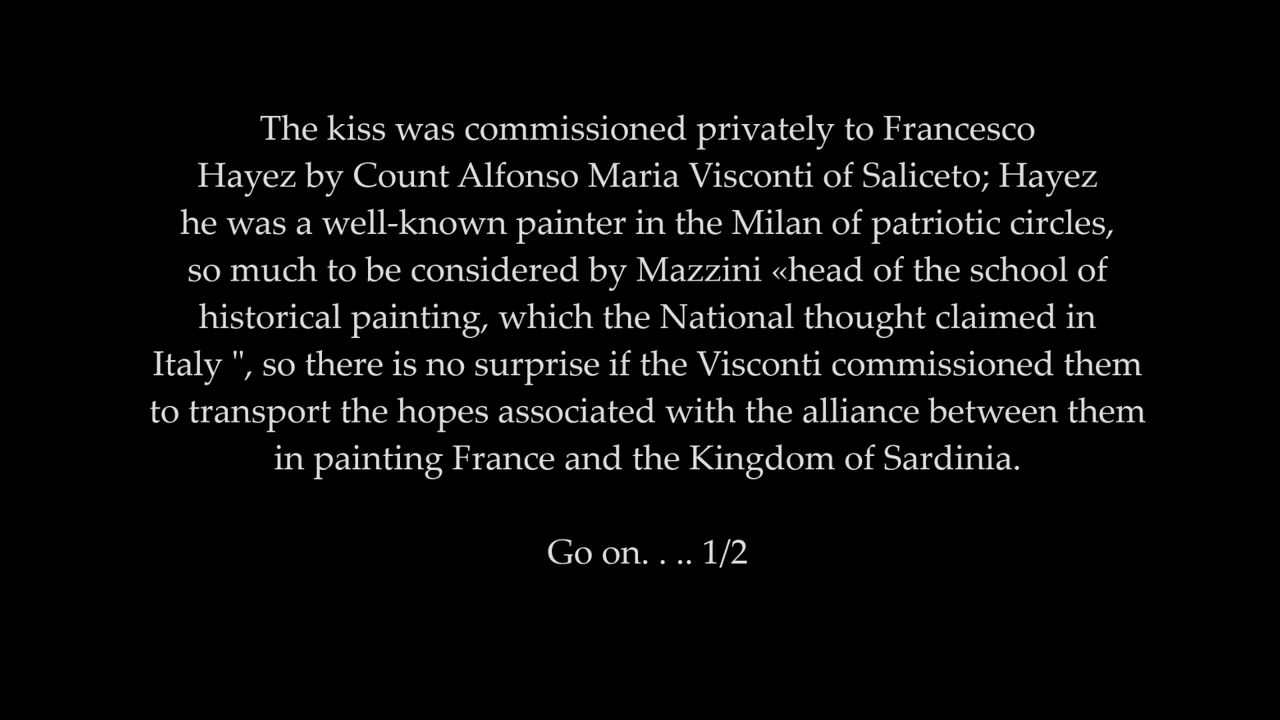 The kiss was commissioned privately to Francesco
Hayez by Count Alfonso Maria Visconti of Saliceto; Hayez
he was a well-known painter in the Milan of patriotic circles,
so much to be considered by Mazzini «head of the school of
historical painting, which the National thought claimed in
Italy ", so there is no surprise if the Visconti commissioned them
to transport the hopes associated with the alliance between them
in painting France and the Kingdom of Sardinia.
Go on. . .. 1/2